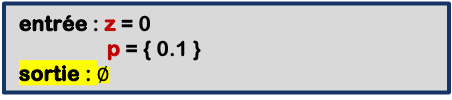 entrée : z = 0
p = { 0.1 }
sortie : ∅